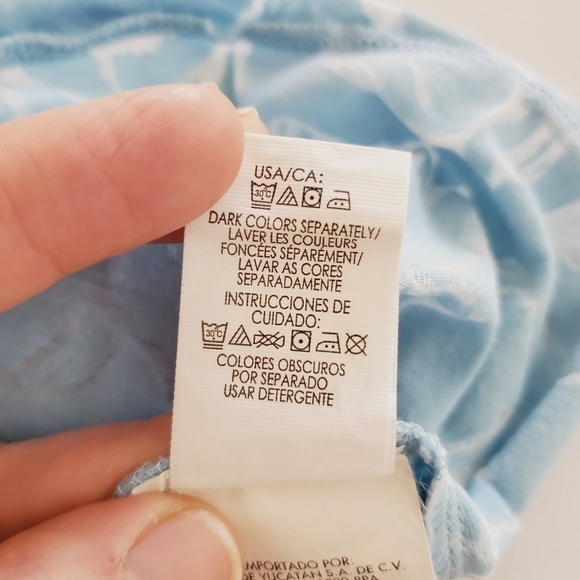 USA/CA:
30°C
DARK COLORS SEPARATELY/
LAVER LES COULEURS
FONCÉES SÉPARÉMENT/
LAVAR AS CORES
SEPARADAMENTE
INSTRUCCIONES DE
CUIDADO:
30°C
COLORES OBSCUROS
POR SEPARADO
USAR DETERGENTE
MPORTADO POR:
DE YUCATAN S.A. DE C.V.